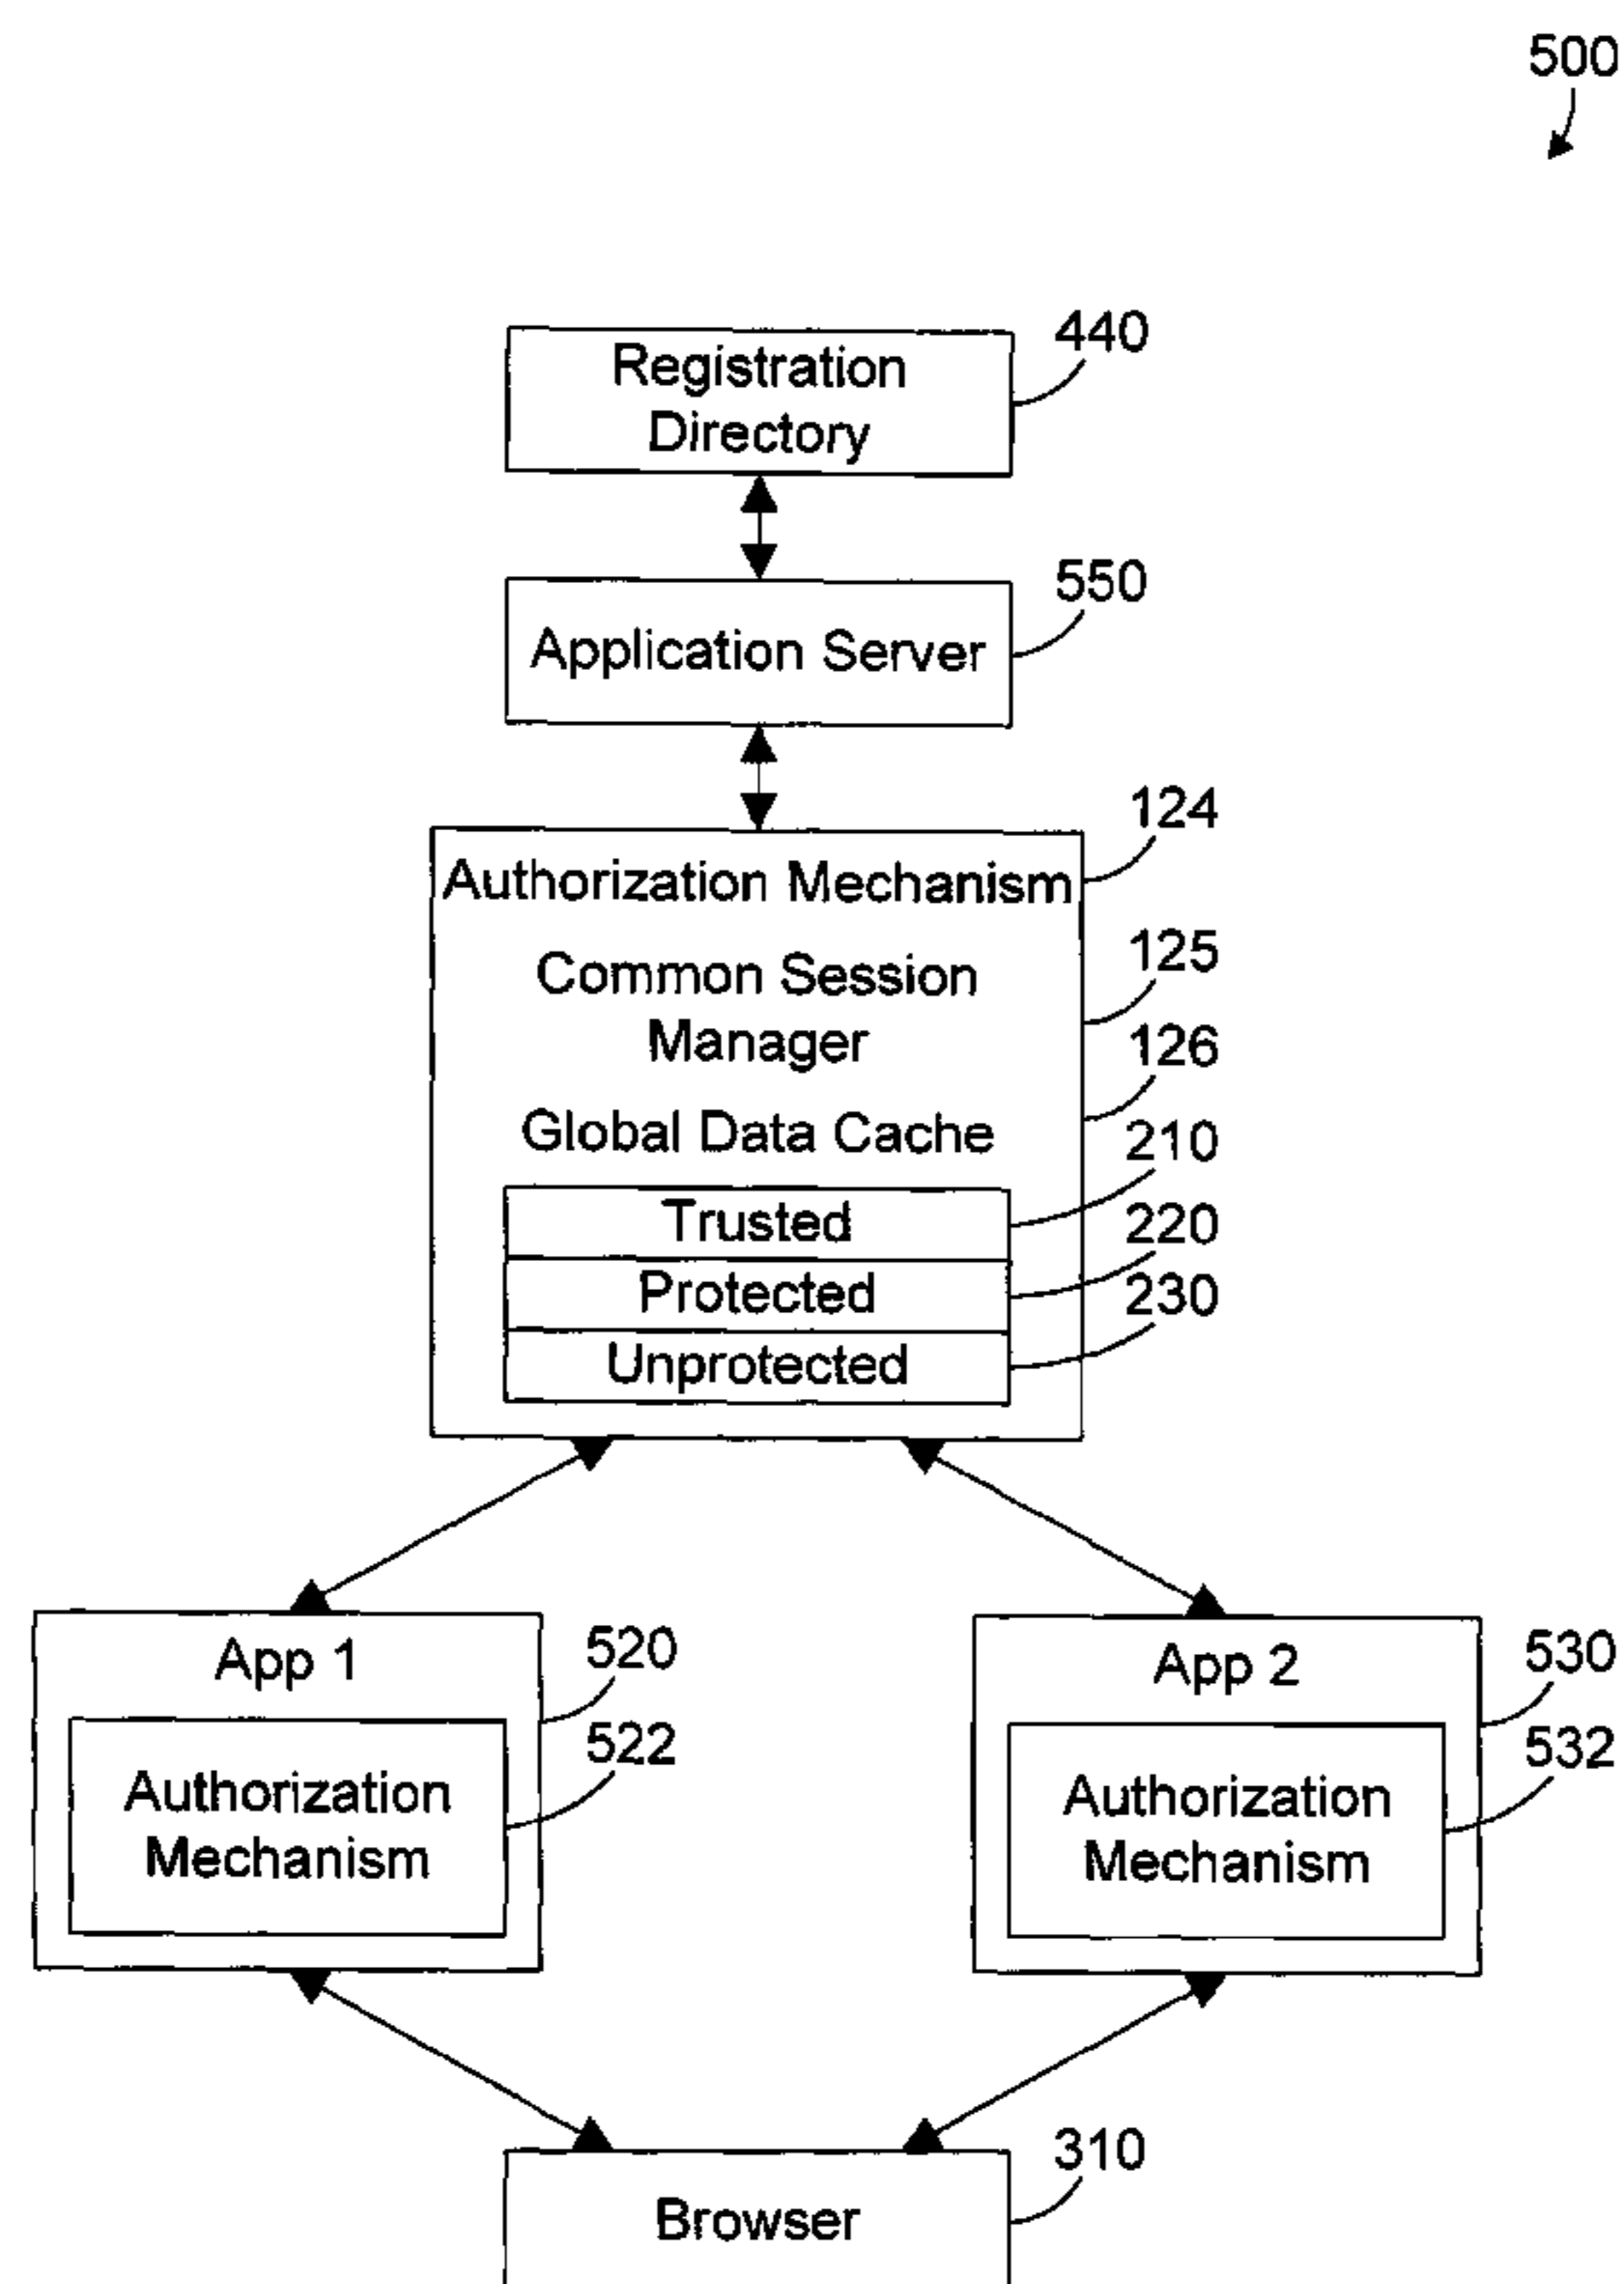 500
Registration
Directory
440
Application Server
550
Authorization Mechanism
124
Common Session
Manager
125
126
Global Data Cache
210
Trusted
220
Protected
230
Unprotected
App 1
520
Authorization
Mechanism
522
App 2
530
Authorization
Mechanism
532
Browser
310